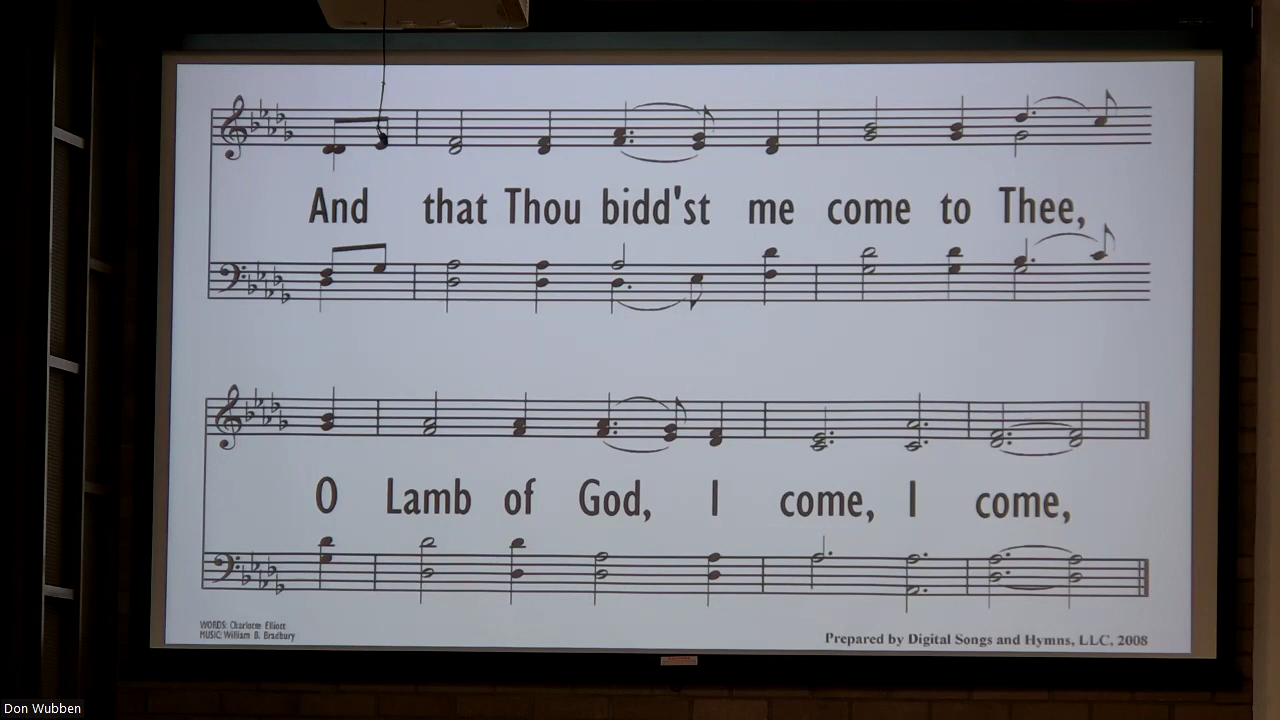 And that Thou bidd'st me come to Thee,
O Lamb of God, I come, I come,
WORDS: Charlotte Elliott
MUSIC: William B. Bradbury
Prepared by Digital Songs and Hymns, LLC, 2008
Don Wubben